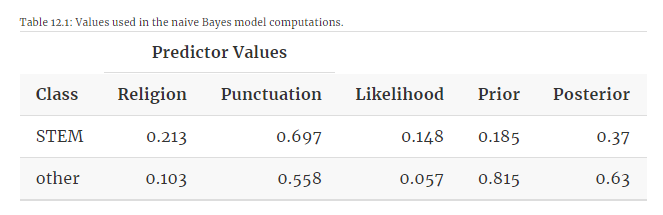 Table 12.1: Values used in the naive Bayes model computations.
Predictor Values
Class Religion Punctuation Likelihood Prior Posterior
STEM 0.213 0.697 0.148 0.185 0.37
other 0.103 0.558 0.057 0.815 0.63